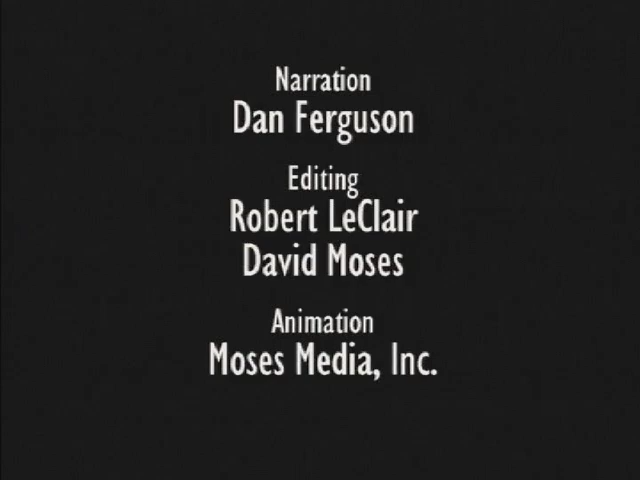 Narration
Dan Ferguson
Editing
Robert LeClair
David Moses
Animation
Moses Media, Inc.